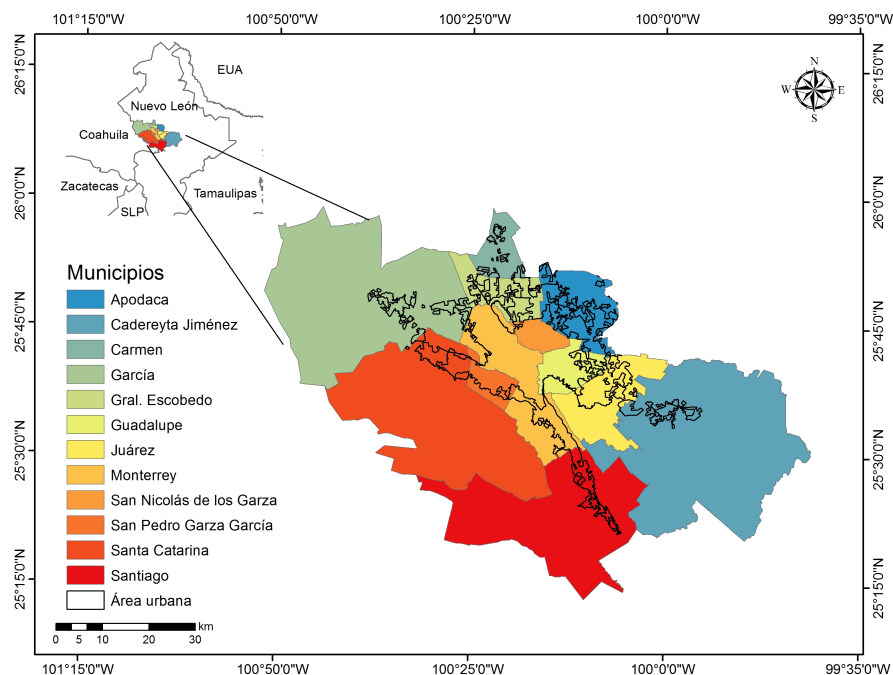 101°15'0"W 100°50'0"W 100°25'0"W 100°0'0"W 99°35'0"W
26°15'0"N
26°15'0"N
EUA
N
W E
S
Nuevo León
Coahuila
Zacatecas
Tamaulipas
SLP
26°0'0"N
26°0'0"N
Municipios
Apodaca
Cadereyta Jiménez
Carmen
García
Gral. Escobedo
Guadalupe
Juárez
Monterrey
San Nicolás de los Garza
San Pedro Garza García
Santa Catarina
Santiago
Área urbana
25°45'0"N
25°45'0"N
25°30'0"N
25°30'0"N
25°15'0"N
25°15'0"N
km
0 5 10 20 30
101°15'0"W 100°50'0"W 100°25'0"W 100°0'0"W 99°35'0"W